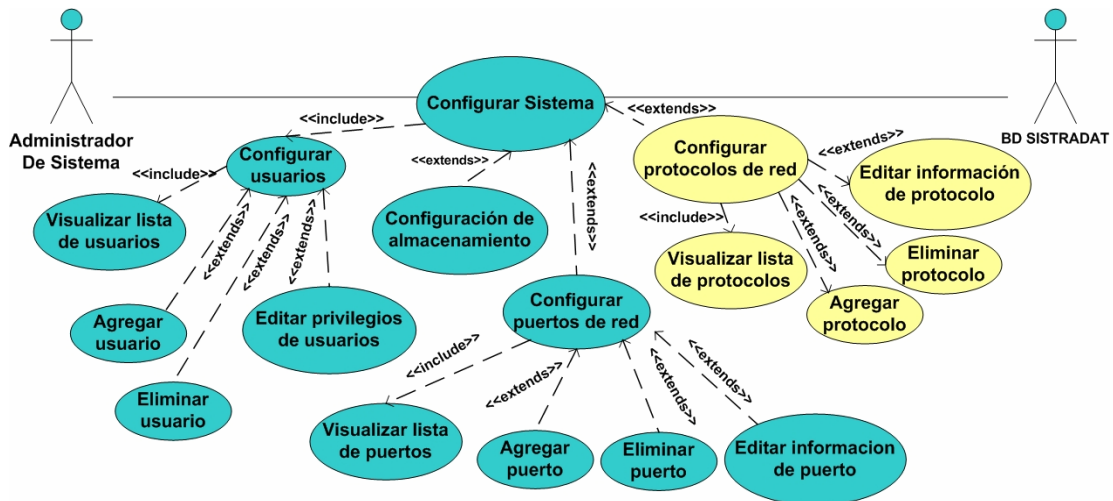 Administrador
De Sistema
BD SISTRADAT
Configurar Sistema
<<include>>
<<extends>>
<<extends>>
<<extends>>
Configurar
usuarios
<<include>>
Visualizar lista
de usuarios
<<extends>>
<<extends>>
<<extends>>
Agregar
usuario
Eliminar
usuario
Editar privilegios
de usuarios
Configuración de
almacenamiento
Configurar
protocolos de red
<<extends>>
Editar información
de protocolo
<<include>>
<<extends>>
<<extends>>
Visualizar lista
de protocolos
Eliminar
protocolo
Agregar
protocolo
Configurar
puertos de red
<<include>>
<<extends>>
<<extends>>
<<extends>>
Visualizar lista
de puertos
Agregar
puerto
Eliminar
puerto
Editar informacion
de puerto